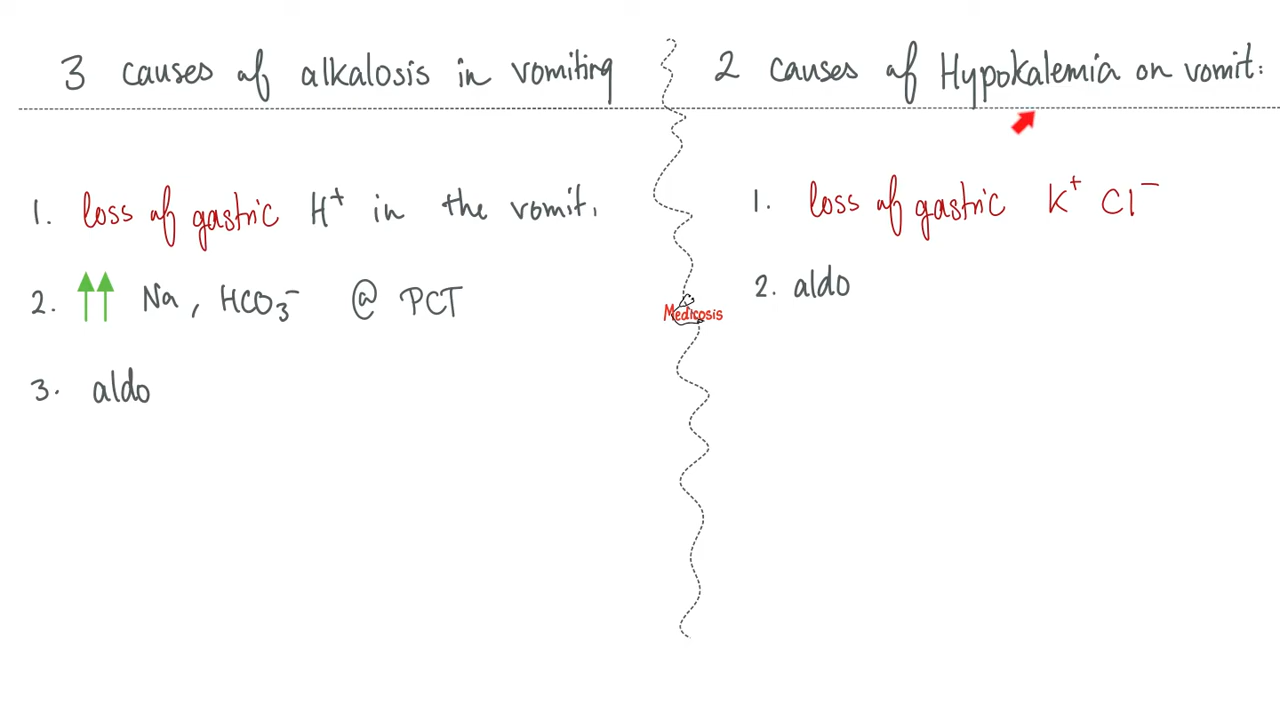 3 causes of alkalosis in vomiting
1. loss of gastric H+ in the vomit.
2. ↑↑ Na, HCO3- @ PCT
3. aldo
Medicosis
2 causes of Hypokalemia on vomit:
1. loss of gastric K+ Cl-
2. aldo